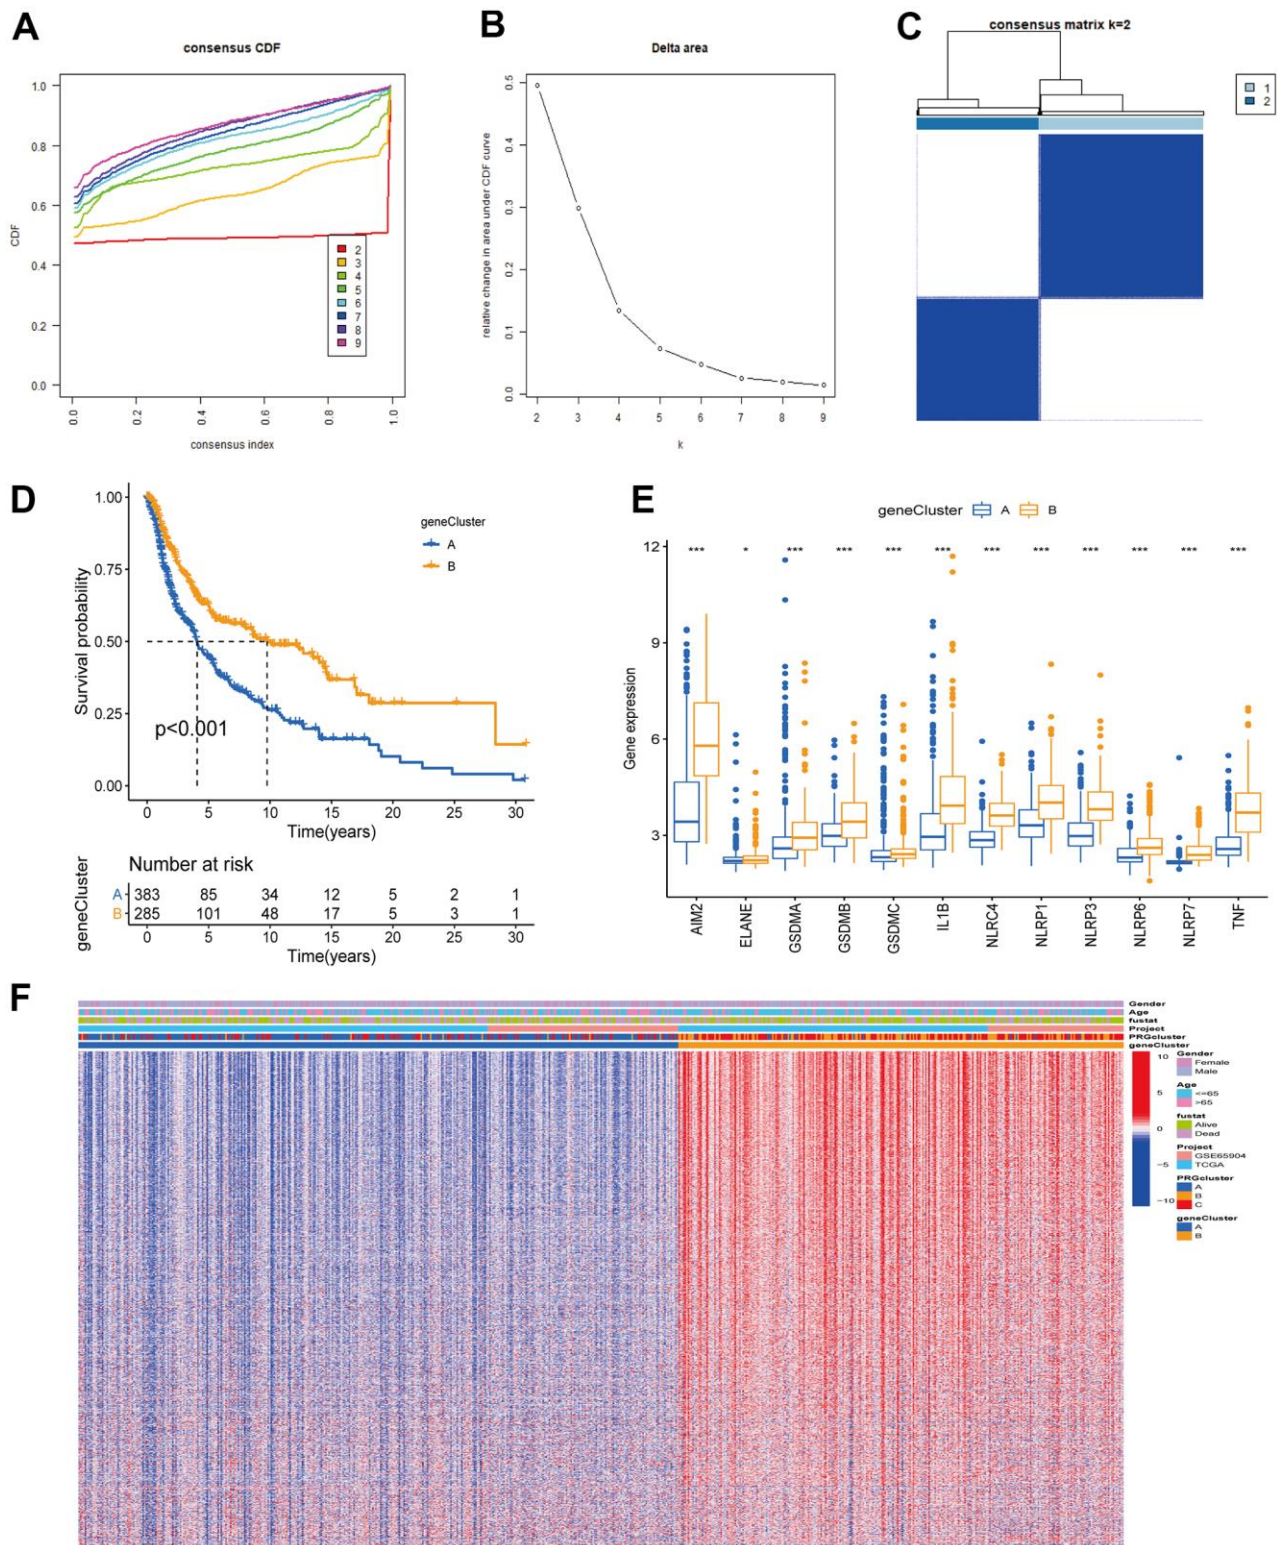 A
consensus CDF
CDF
1.0
0.8
0.6
0.4
0.2
0.0
2
3
4
5
6
7
8
9
0.0
0.2
0.4
0.6
0.8
1.0
consensus index
B
Delta area
relative change in area under CDF curve
0.5
0.4
0.3
0.2
0.1
0.0
2 3 4 5 6 7 8 9
k
C
consensus matrix k=2
1
2
D
Survival probability
1.00
0.75
0.50
0.25
0.00
geneCluster
A
B
p<0.001
0 5 10 15 20 25 30
Time(years)
Number at risk
geneCluster
A 383 85 34 12 5 2 1
B 285 101 48 17 5 3 1
0 5 10 15 20 25 30
Time(years)
E
geneCluster A B
Gene expression
12
9
6
3
*** * *** *** *** *** *** *** *** *** *** ***
AIM2
ELANE
GSDMA
GSDMB
GSDMC
IL1B
NLRC4
NLRP1
NLRP3
NLRP6
NLRP7
TNF
F
Gender
Age
fustat
Project
PRGcluster
geneCluster
10
5
0
−5
−10
Gender
Female
Male
Age
<=65
>65
fustat
Alive
Dead
Project
GSE65904
TCGA
PRGcluster
A
B
C
geneCluster
A
B